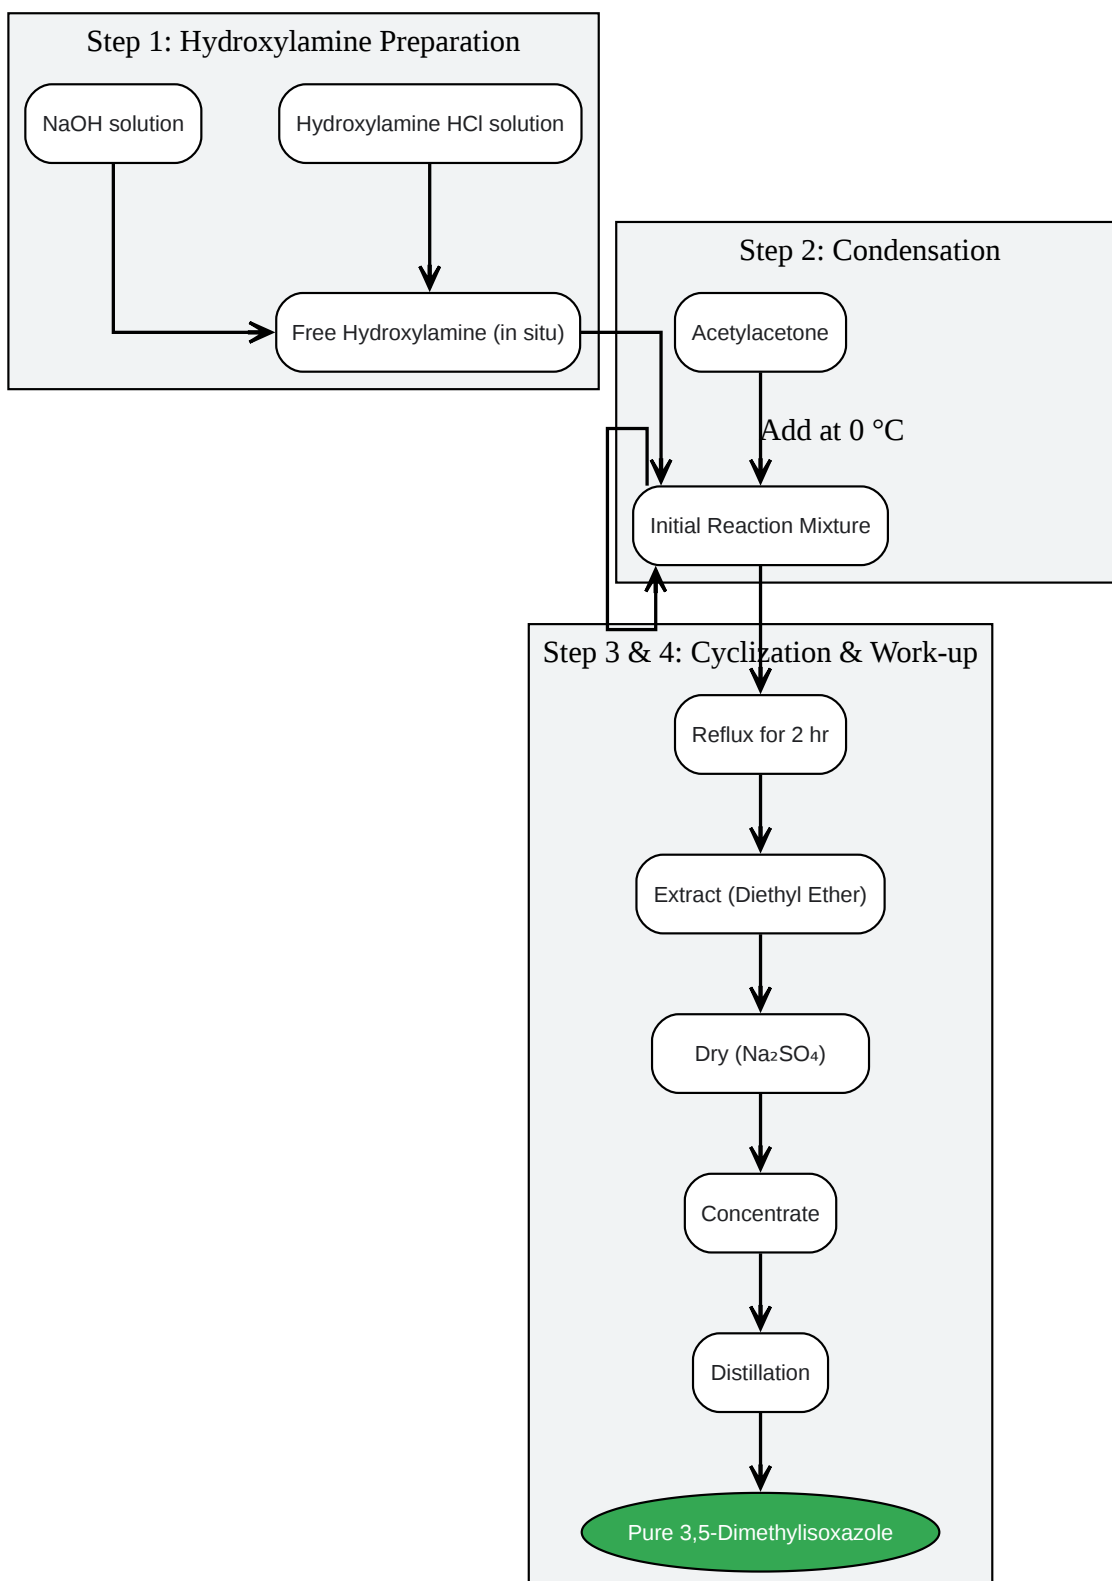 Step 1: Hydroxylamine Preparation
NaOH solution
Hydroxylamine HCl solution
Free Hydroxylamine (in situ)
Step 2: Condensation
Acetylacetone
Add at 0 °C
Initial Reaction Mixture
Step 3 & 4: Cyclization & Work-up
Reflux for 2 hr
Extract (Diethyl Ether)
Dry (Na₂SO₄)
Concentrate
Distillation
Pure 3,5-Dimethylisoxazole